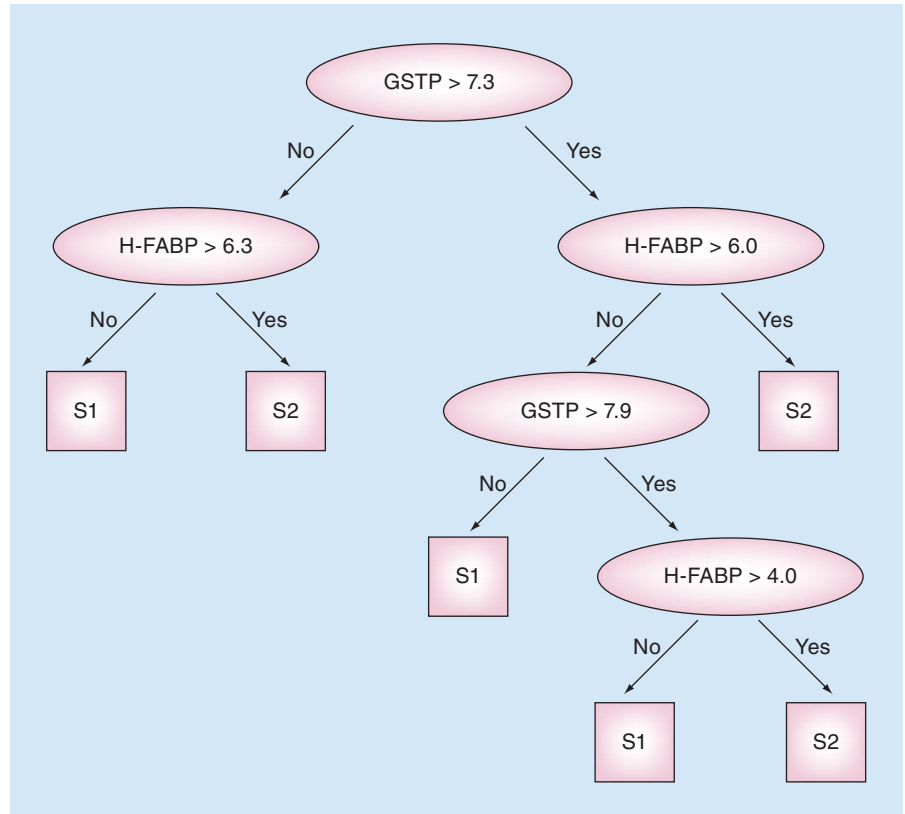 GSTP > 7.3
No
Yes
H-FABP > 6.3
H-FABP > 6.0
No
Yes
No
Yes
S1
S2
GSTP > 7.9
S2
No
Yes
S1
H-FABP > 4.0
No
Yes
S1
S2